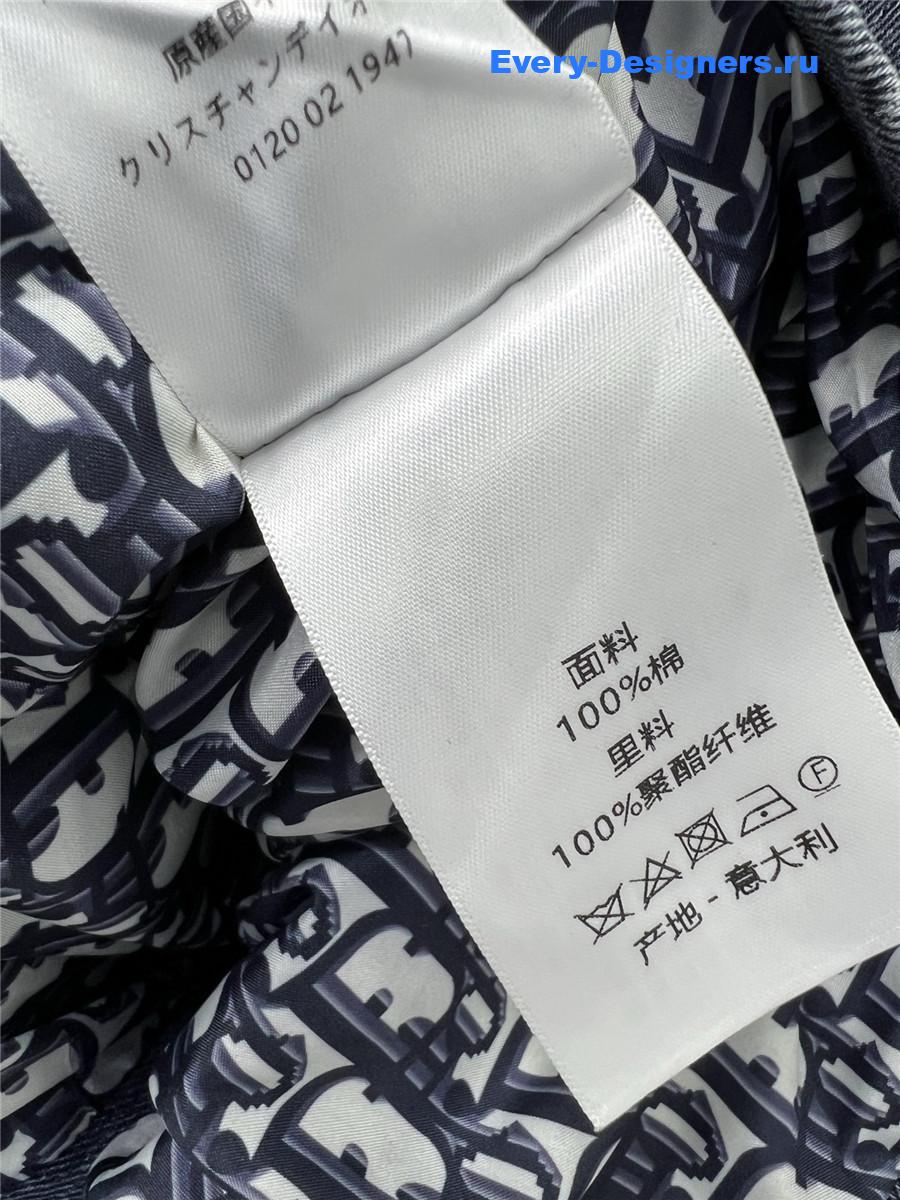 Every-Designers.ru
原産国
クリスチャンディオ
0120 02 1947
面料
100%棉
里料
100%聚酯纤维
F
产地 - 意大利